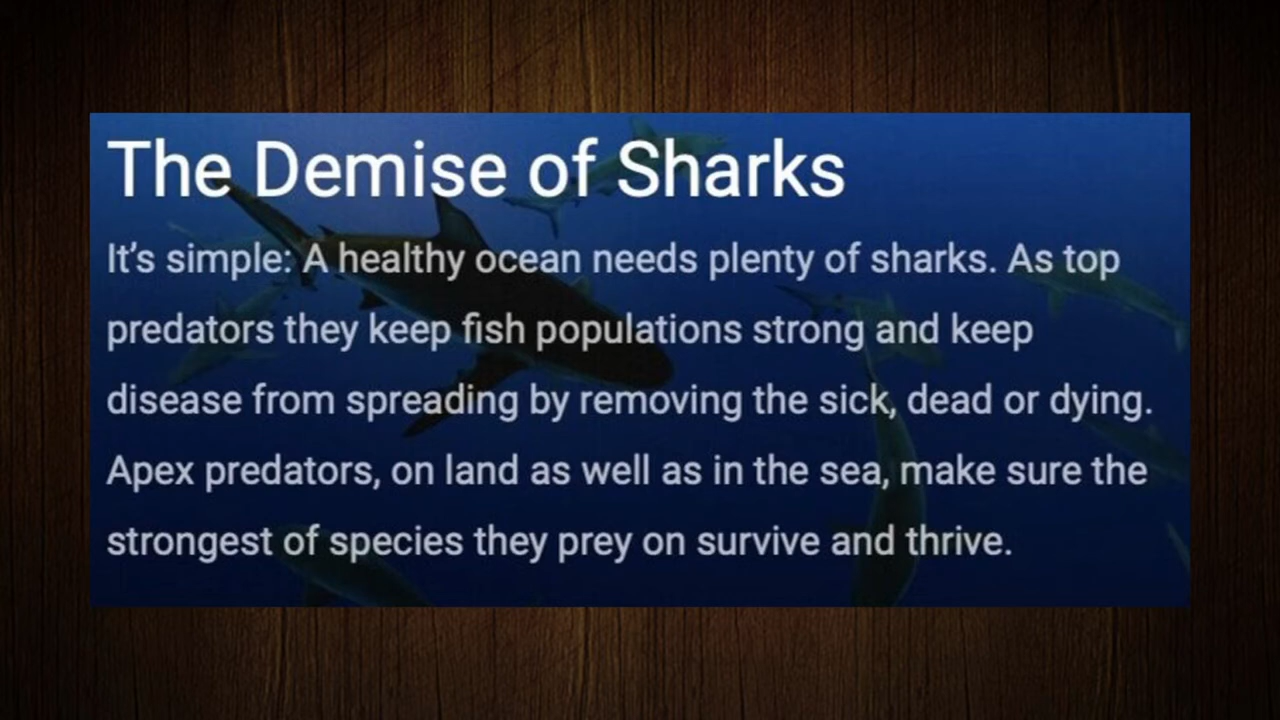 The Demise of Sharks
It’s simple: A healthy ocean needs plenty of sharks. As top
predators they keep fish populations strong and keep
disease from spreading by removing the sick, dead or dying.
Apex predators, on land as well as in the sea, make sure the
strongest of species they prey on survive and thrive.